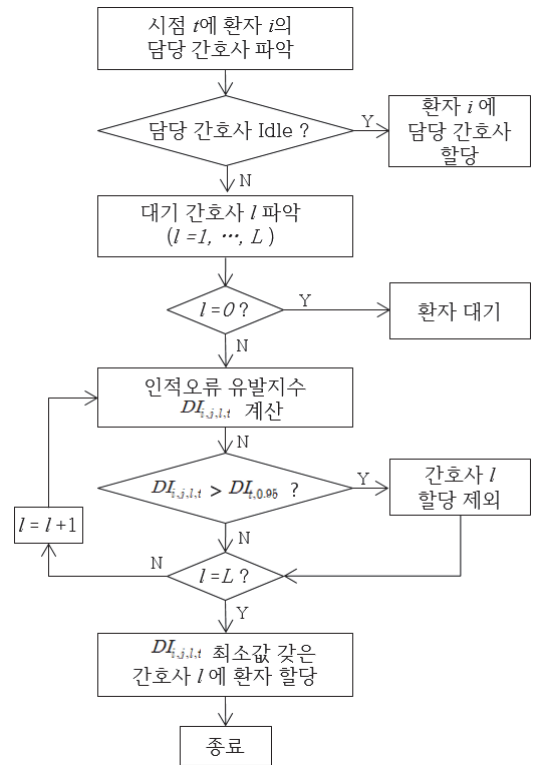 시점 t에 환자 i의
담당 간호사 파악
담당 간호사 Idle ?
Y
환자 i 에
담당 간호사
할당
N
대기 간호사 l 파악
(l =1, …, L )
l =0 ?
Y
환자 대기
N
인적오류 유발지수
DI_{i,j,l,t} 계산
N
DI_{i,j,l,t} > DI_{t,0.95} ?
Y
간호사 l
할당 제외
l = l +1
N
N
l =L ?
Y
DI_{i,j,l,t} 최소값 갖은
간호사 l 에 환자 할당
종료